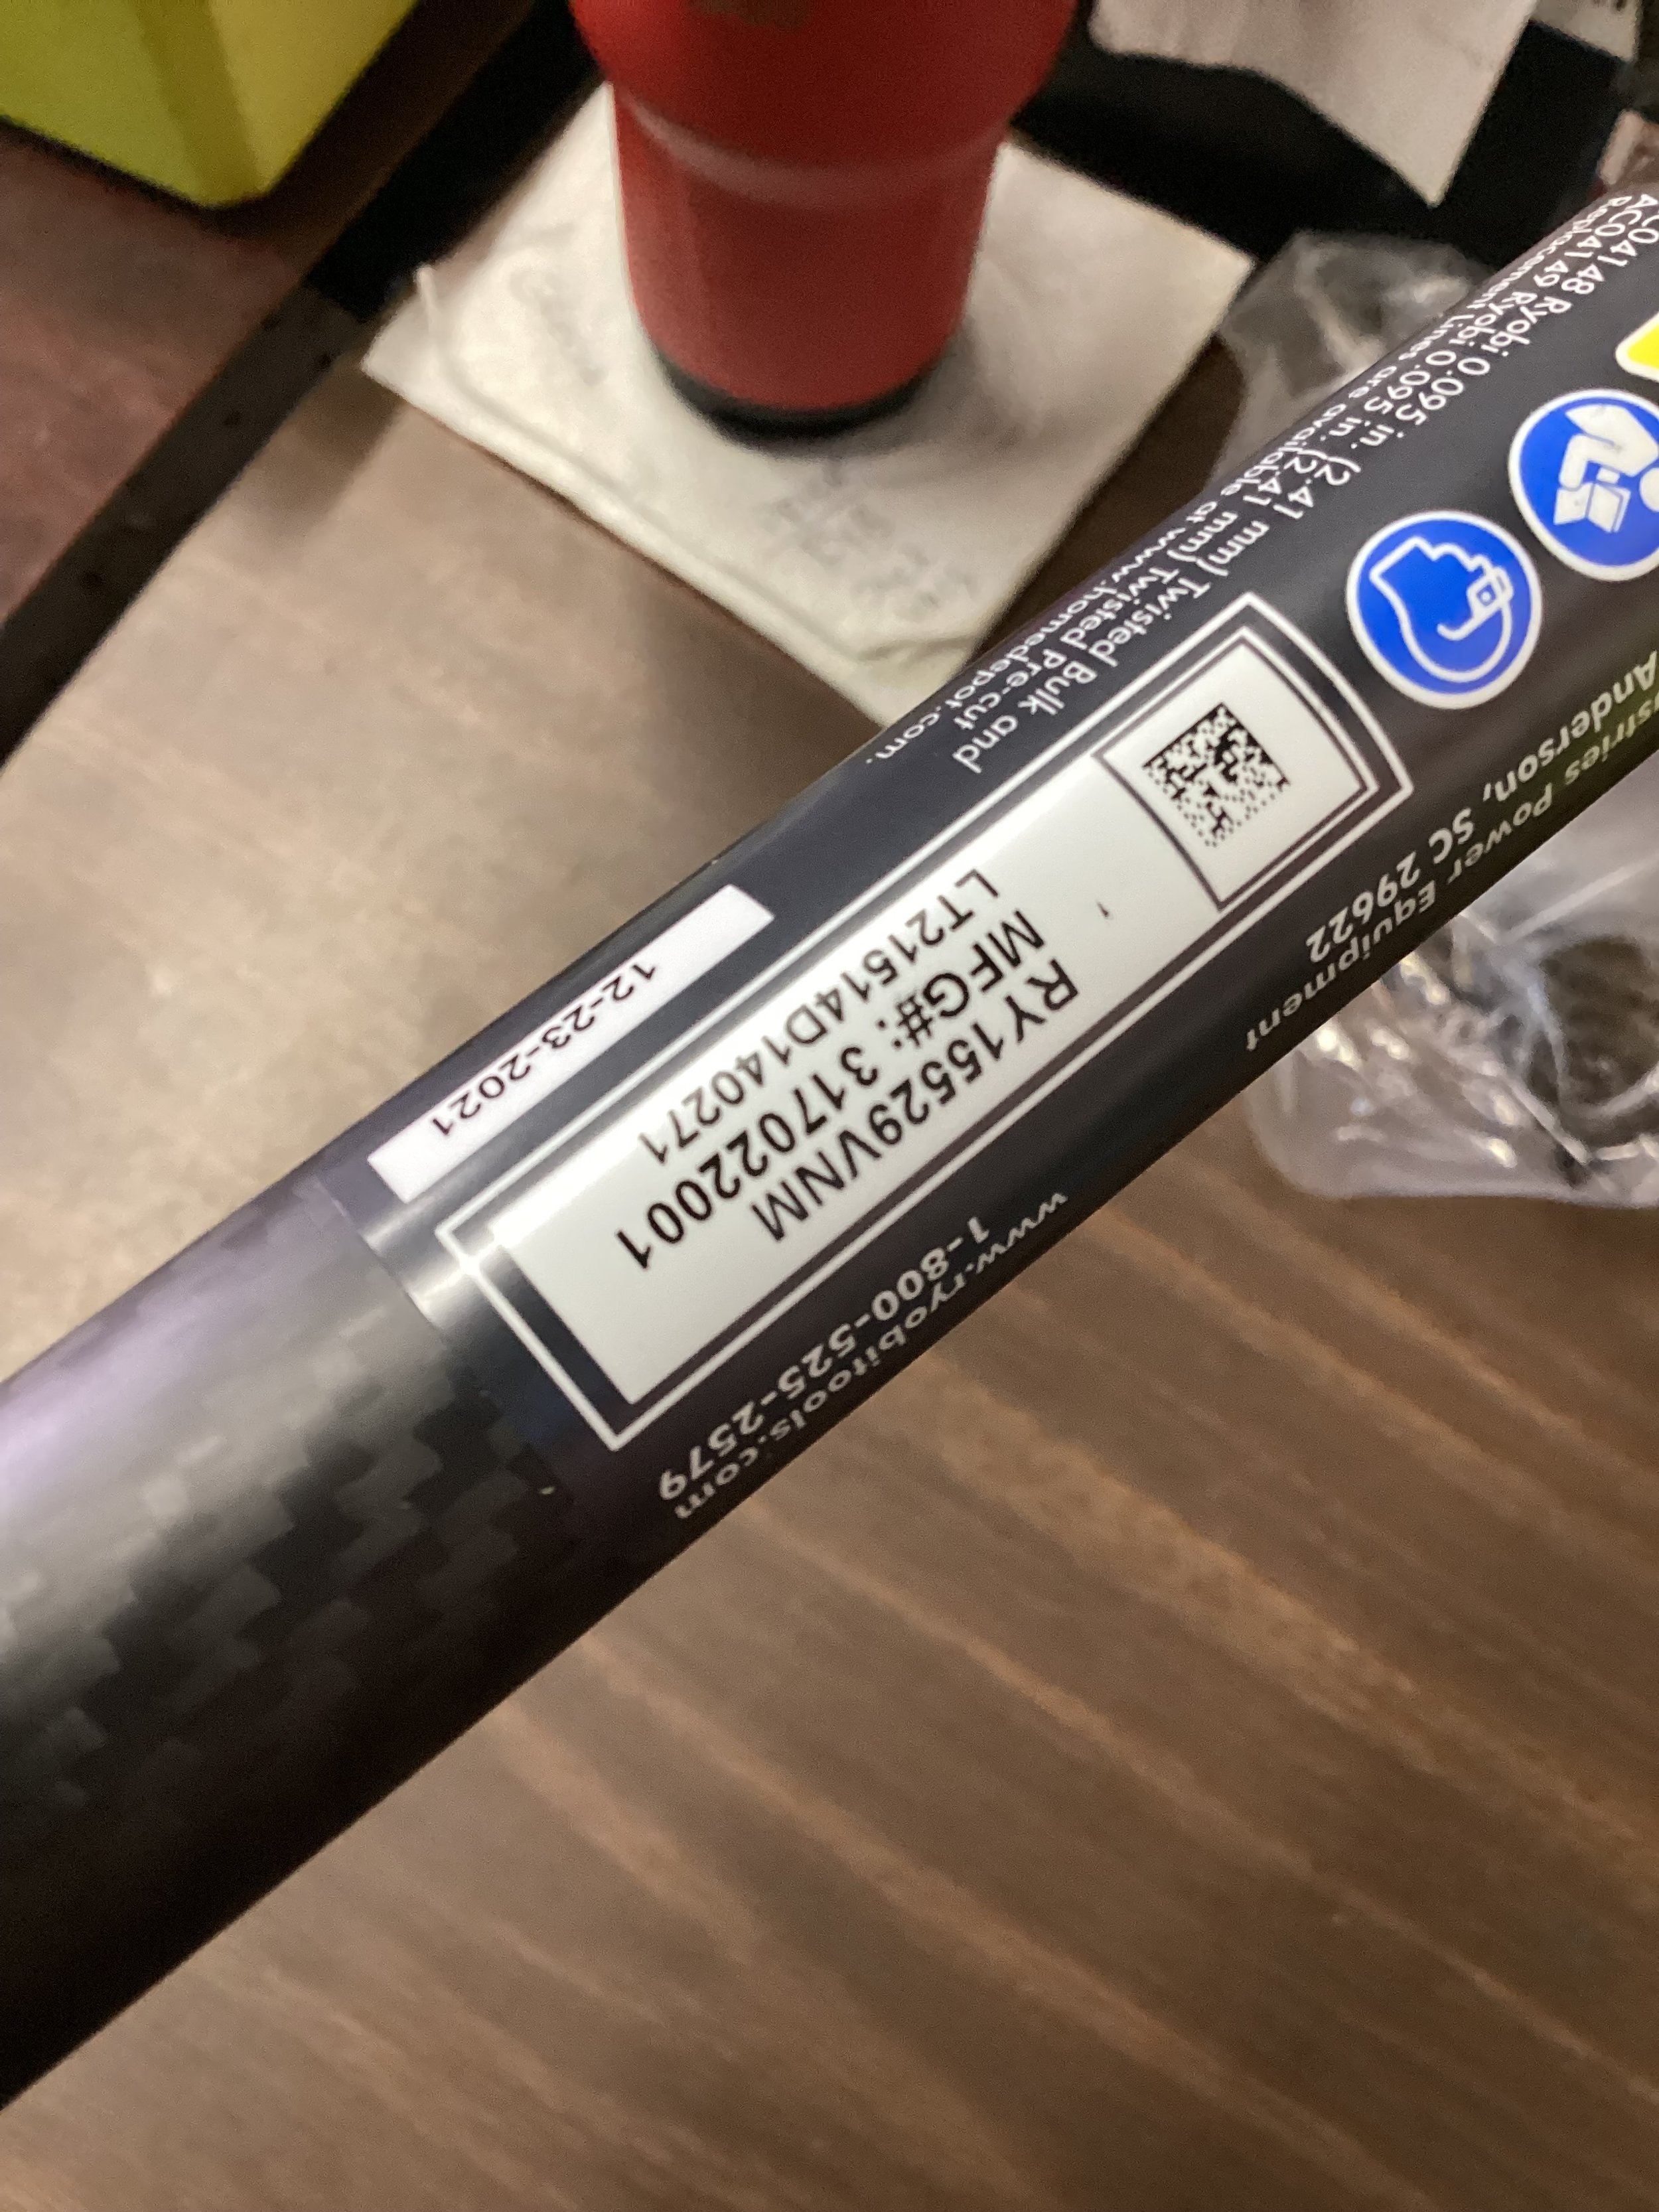 AC04149 Ryobi 0.095 in. (2.41 mm) Twisted Pre-cut
Replacement Lines are available at www.homedepot.com.
C04148 Ryobi 0.095 in. (2.41 mm) Twisted Bulk and
12-23-2021
RY15529VNM
MFG#: 317022001
LT21514D140271
Power Equipment
Anderson, SC 29622
1-800-525-2579
www.ryobitools.com